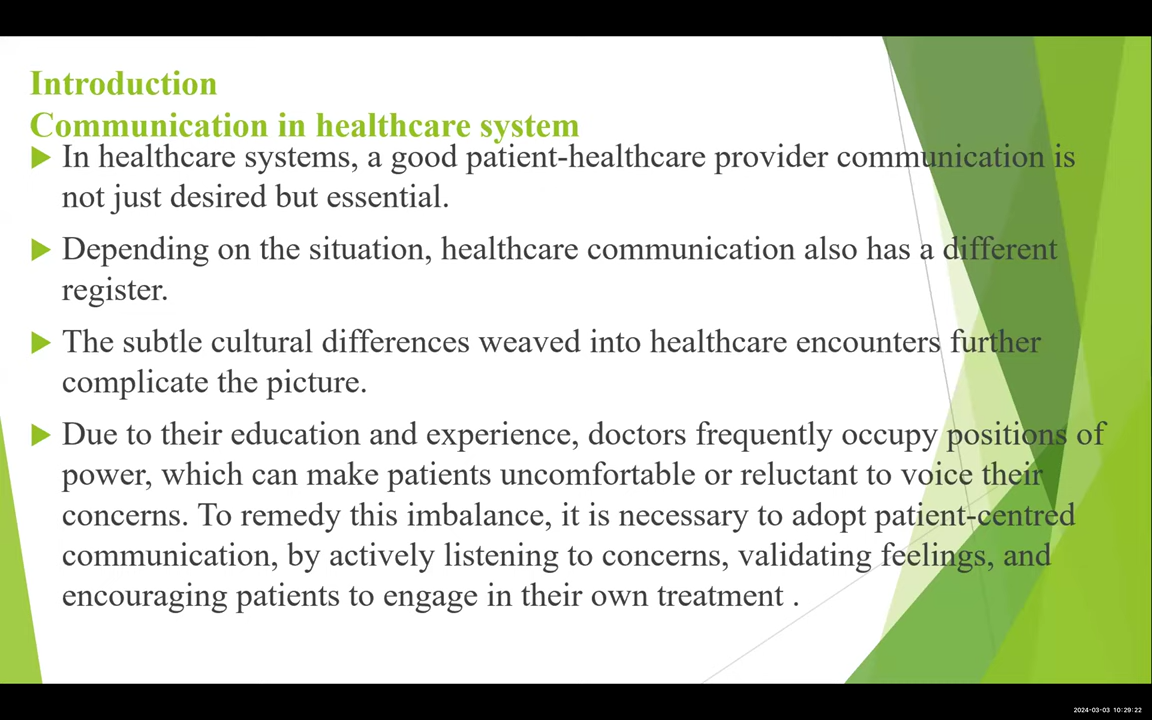 Introduction
Communication in healthcare system
In healthcare systems, a good patient-healthcare provider communication is
not just desired but essential.
Depending on the situation, healthcare communication also has a different
register.
The subtle cultural differences weaved into healthcare encounters further
complicate the picture.
Due to their education and experience, doctors frequently occupy positions of
power, which can make patients uncomfortable or reluctant to voice their
concerns. To remedy this imbalance, it is necessary to adopt patient-centred
communication, by actively listening to concerns, validating feelings, and
encouraging patients to engage in their own treatment .
2024-03-03 10:29:22